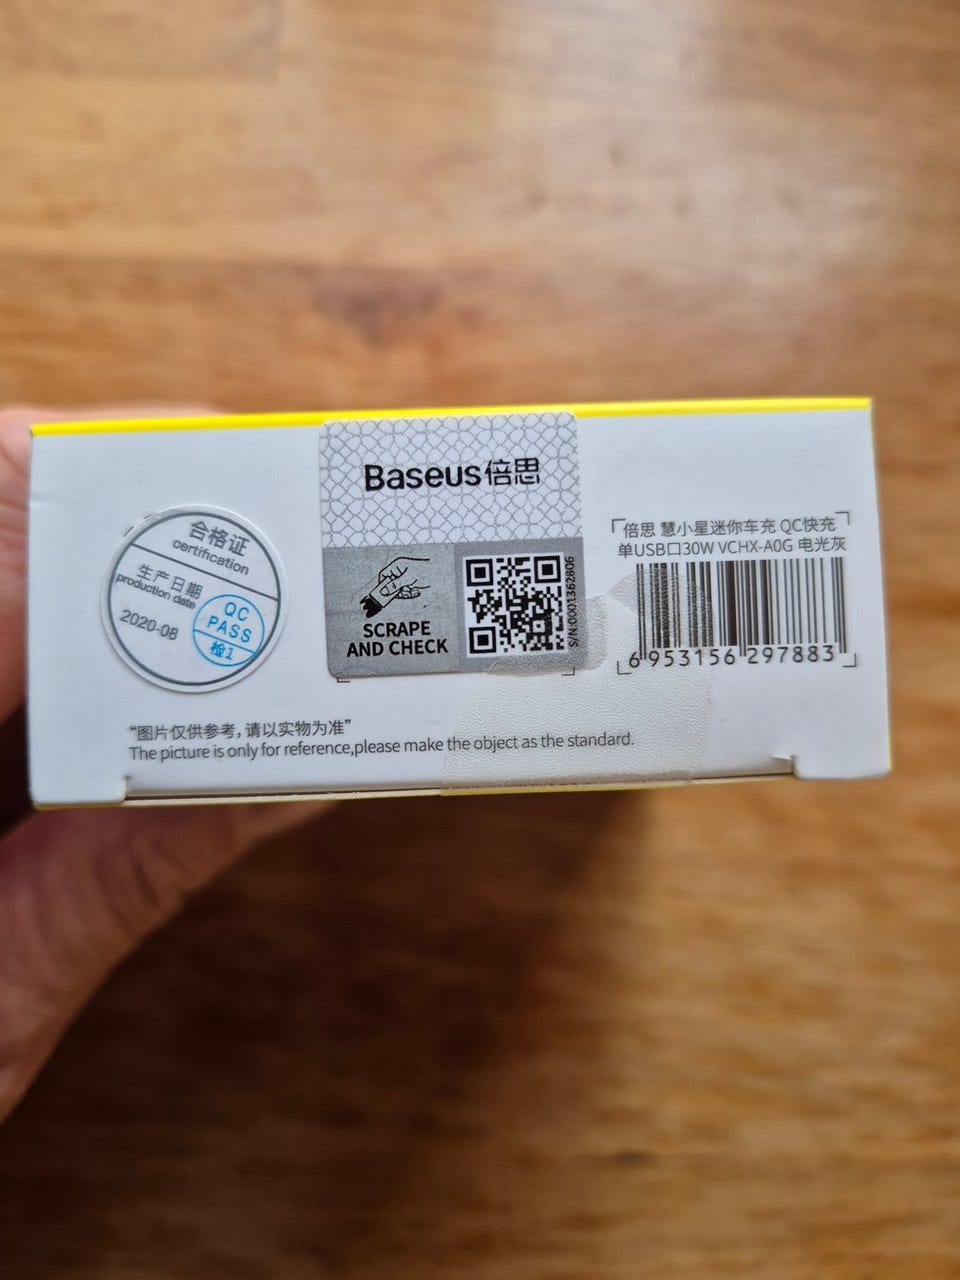 Baseus倍思
合格证
certification
生产日期
production date
2020-08
QC
PASS
检1
SCRAPE
AND CHECK
S/N:0001362806
倍思 慧小星迷你车充 QC快充
单USB口30W VCHX-A0G 电光灰
6 953156 297883
“图片仅供参考，请以实物为准”
The picture is only for reference,please make the object as the standard.